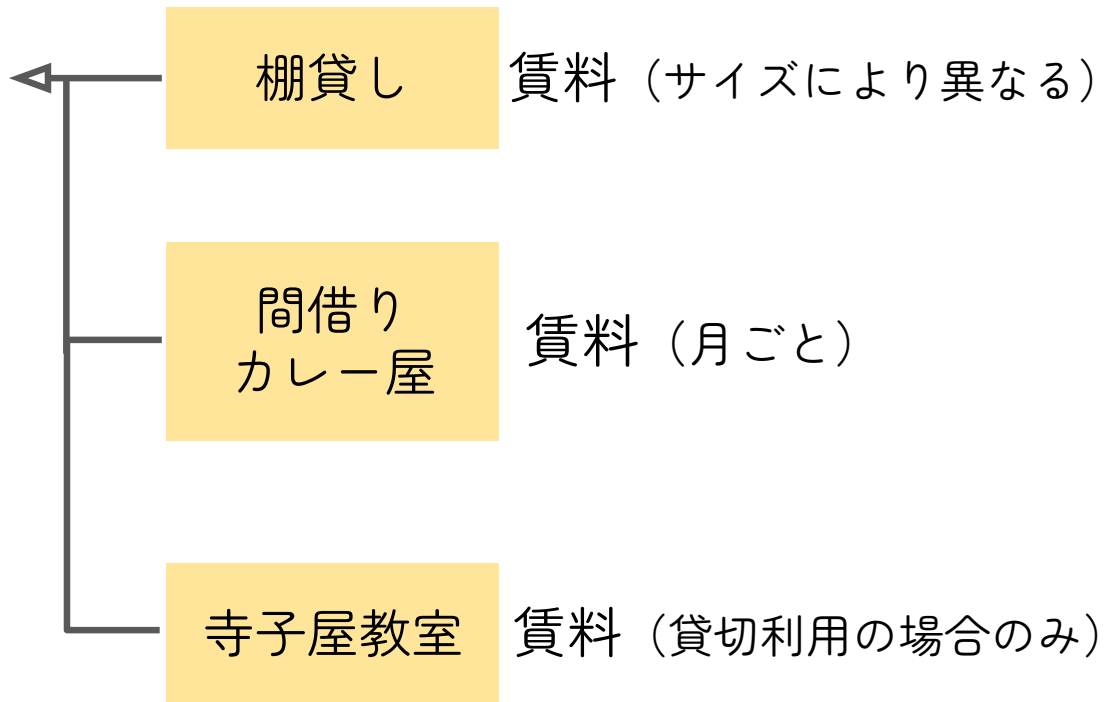 棚貸し 賃料（サイズにより異なる）
間借り
カレー屋
賃料（月ごと）
寺子屋教室 賃料（貸切利用の場合のみ）